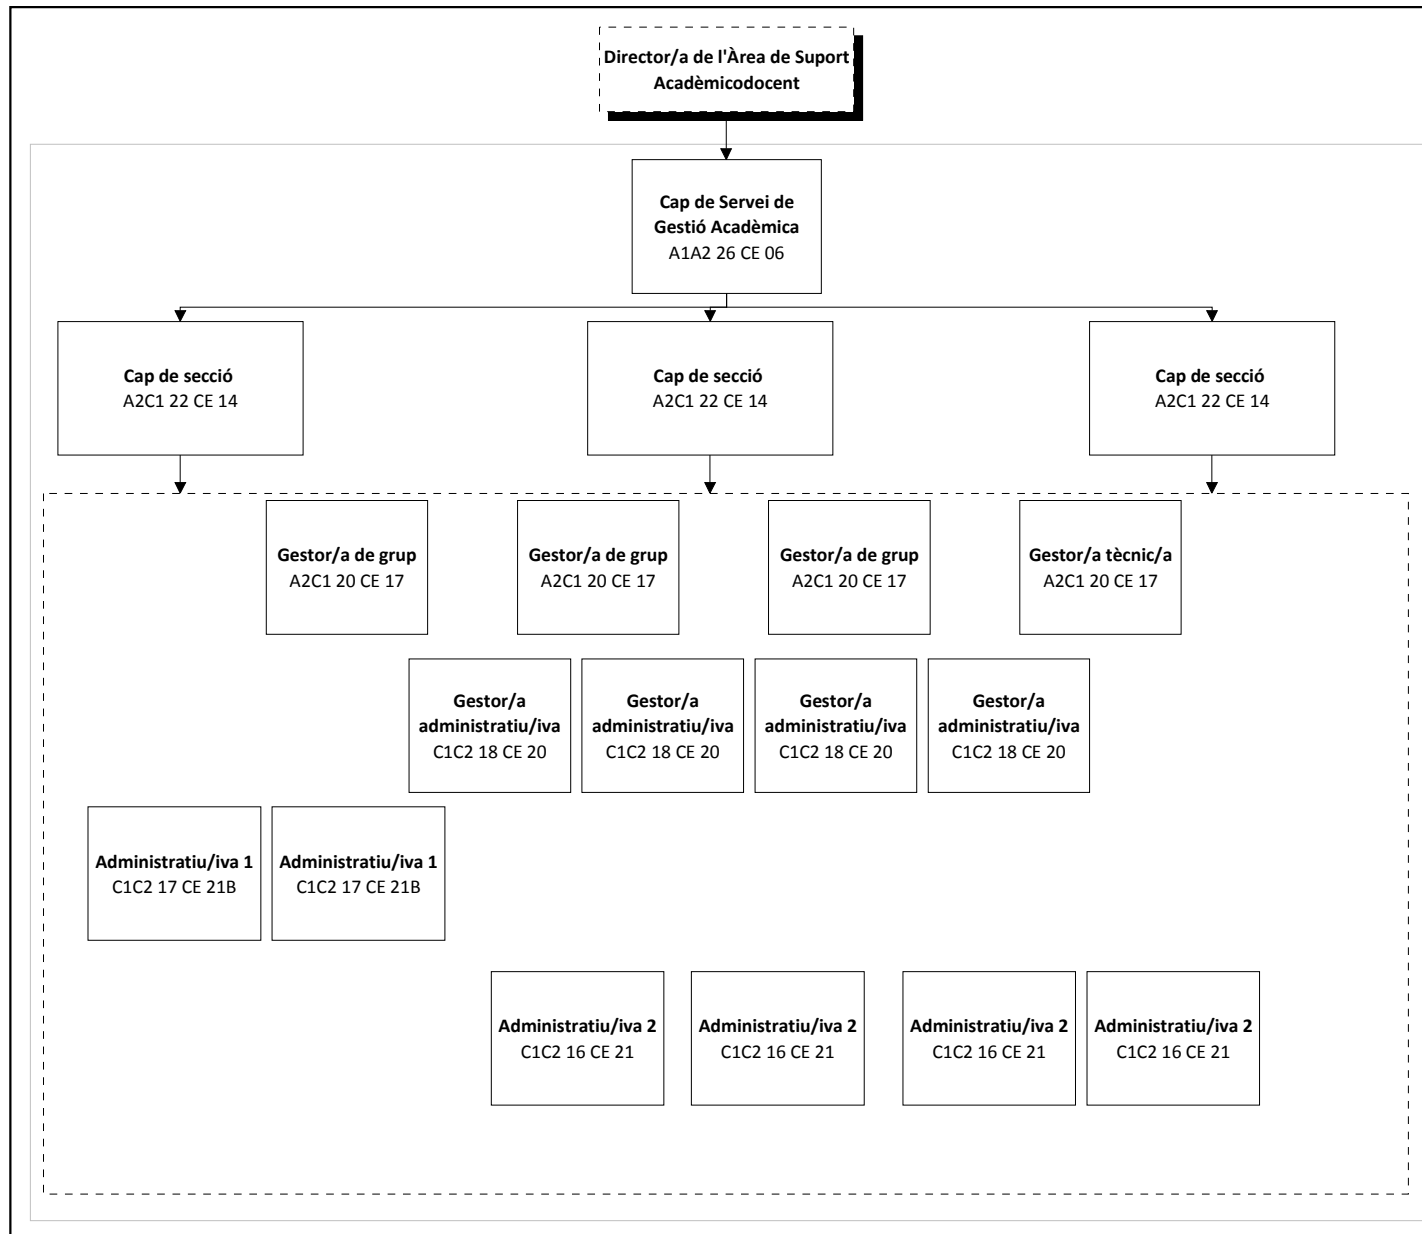 Director/a de l'Àrea de Suport
Acadèmicodocent
Cap de Servei de
Gestió Acadèmica
A1A2 26 CE 06
Cap de secció
A2C1 22 CE 14
Cap de secció
A2C1 22 CE 14
Cap de secció
A2C1 22 CE 14
Gestor/a de grup
A2C1 20 CE 17
Gestor/a de grup
A2C1 20 CE 17
Gestor/a de grup
A2C1 20 CE 17
Gestor/a tècnic/a
A2C1 20 CE 17
Gestor/a
administratiu/iva
C1C2 18 CE 20
Gestor/a
administratiu/iva
C1C2 18 CE 20
Gestor/a
administratiu/iva
C1C2 18 CE 20
Gestor/a
administratiu/iva
C1C2 18 CE 20
Administratiu/iva 1
C1C2 17 CE 21B
Administratiu/iva 1
C1C2 17 CE 21B
Administratiu/iva 2
C1C2 16 CE 21
Administratiu/iva 2
C1C2 16 CE 21
Administratiu/iva 2
C1C2 16 CE 21
Administratiu/iva 2
C1C2 16 CE 21